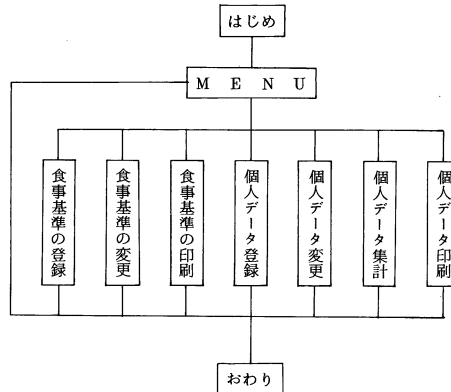 はじめ
M E N U
食事基準の登録
食事基準の変更
食事基準の印刷
個人データ登録
個人データ変更
個人データ集計
個人データ印刷
おわり